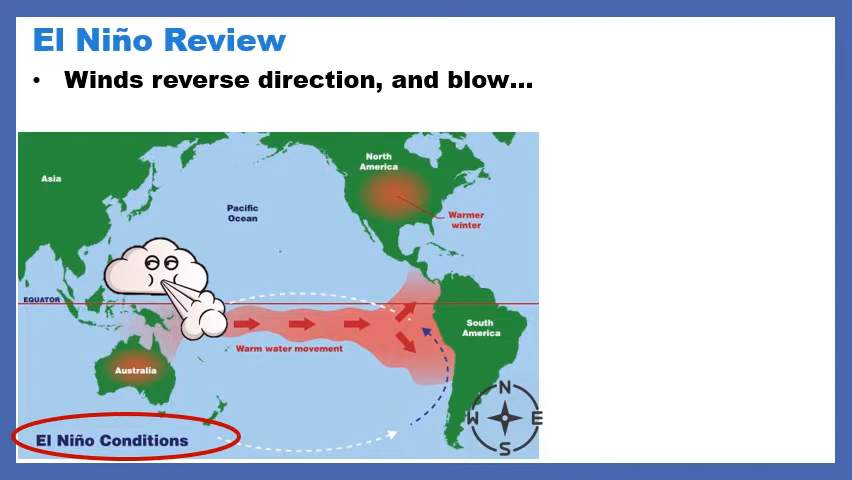 El Niño Review
• Winds reverse direction, and blow...
Asia
North
America
Pacific
Ocean
Warmer
winter
EQUATOR
South
America
Warm water movement
Australia
N
W E
S
El Niño Conditions